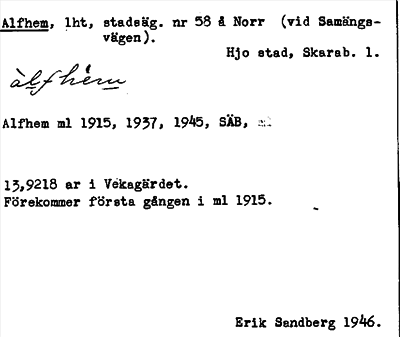 Alfhem, lht, stadsäg. nr 58 å Norr (vid Samängs-
vägen).
Hjo stad, Skarab. l.
àlfhèm
Alfhem ml 1915, 1937, 1945, SÄB,
13,9218 ar i Vekagärdet.
Förekommer första gången i ml 1915.
Erik Sandberg 1946.